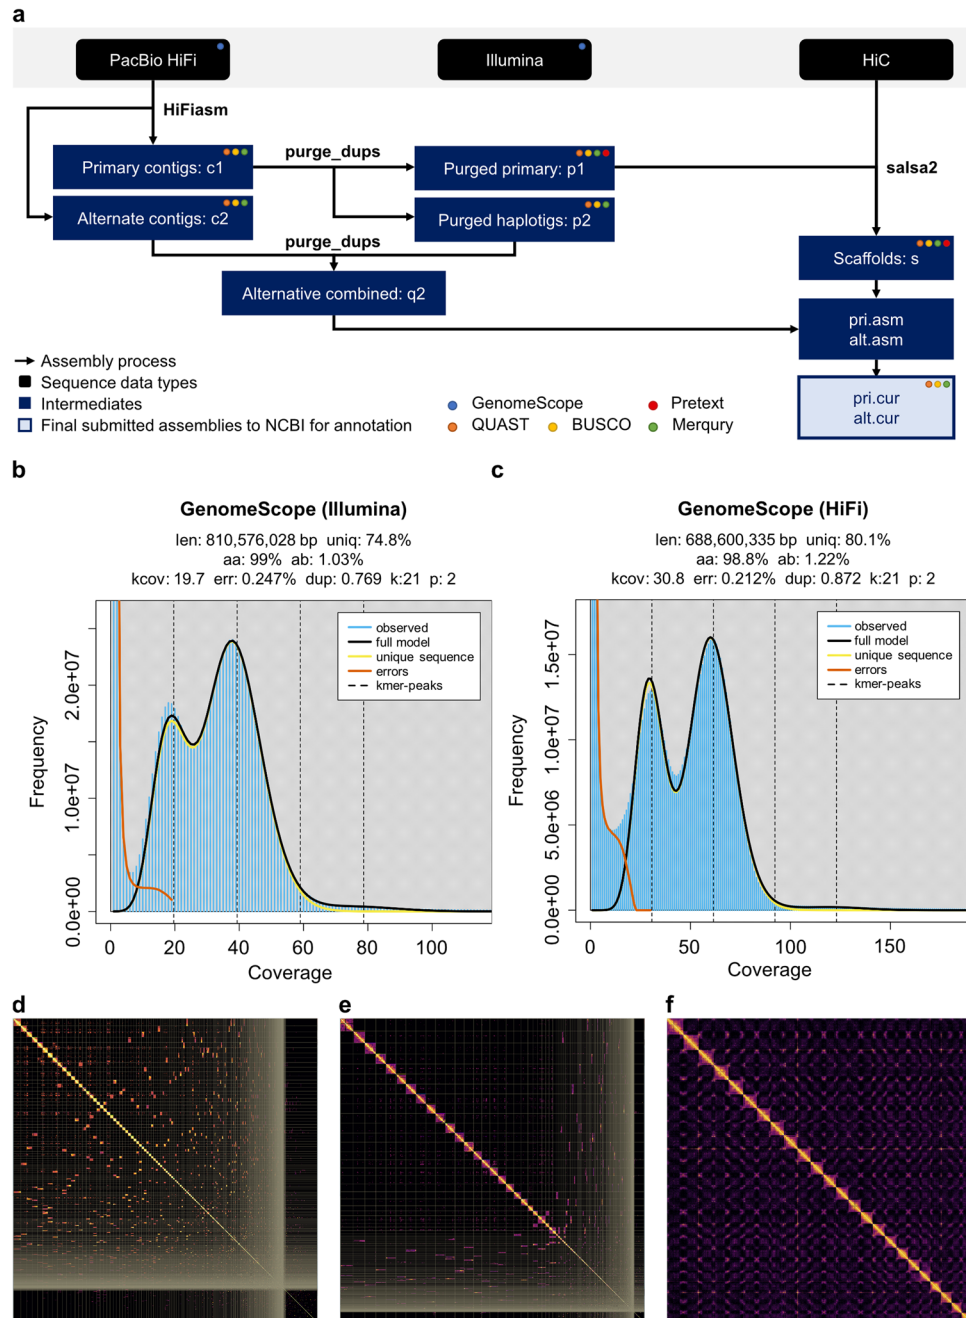 a
PacBio HiFi
Illumina
HiC
HiFiasm
Primary contigs: c1
purge_dups
Purged primary: p1
salsa2
Alternate contigs: c2
Purged haplotigs: p2
purge_dups
Scaffolds: s
Alternative combined: q2
pri.asm
alt.asm
Assembly process
Sequence data types
Intermediates
Final submitted assemblies to NCBI for annotation
GenomeScope
Pretext
QUAST
BUSCO
Merqury
pri.cur
alt.cur
b
GenomeScope (Illumina)
len: 810,576,028 bp uniq: 74.8%
aa: 99% ab: 1.03%
kcov: 19.7 err: 0.247% dup: 0.769 k:21 p: 2
observed
full model
unique sequence
errors
kmer-peaks
Frequency
0.0e+00
1.0e+07
2.0e+07
0
20
40
60
80
100
Coverage
c
GenomeScope (HiFi)
len: 688,600,335 bp uniq: 80.1%
aa: 98.8% ab: 1.22%
kcov: 30.8 err: 0.212% dup: 0.872 k:21 p: 2
observed
full model
unique sequence
errors
kmer-peaks
Frequency
0.0e+00
5.0e+06
1.0e+07
1.5e+07
0
50
100
150
Coverage
d
e
f